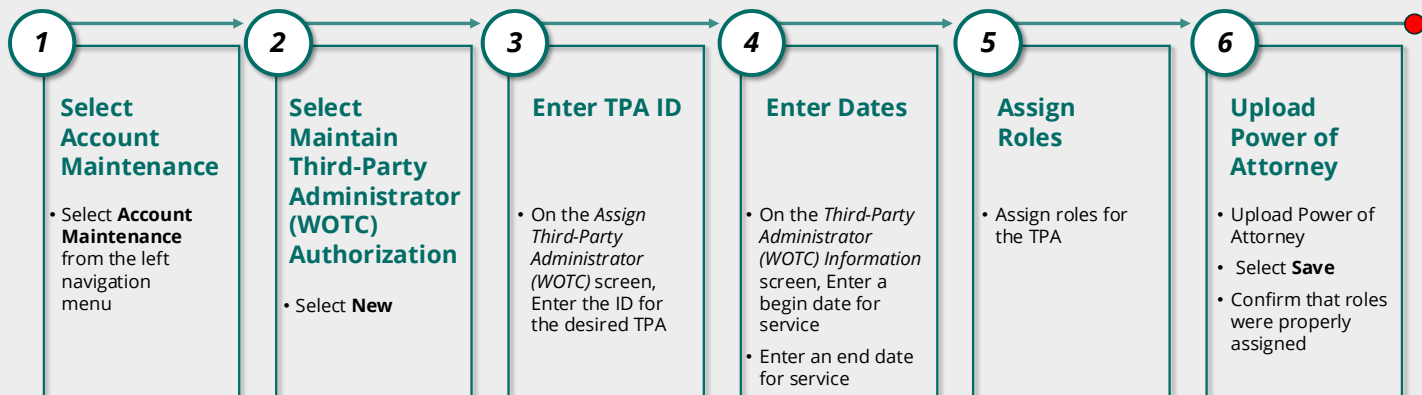 1
Select
Account
Maintenance
• Select Account
Maintenance
from the left
navigation
menu
2
Select
Maintain
Third-Party
Administrator
(WOTC)
Authorization
• Select New
3
Enter TPA ID
• On the Assign
Third-Party
Administrator
(WOTC) screen,
Enter the ID for
the desired TPA
4
Enter Dates
• On the Third-Party
Administrator
(WOTC) Information
screen, Enter a
begin date for
service
• Enter an end date
for service
5
Assign
Roles
• Assign roles for
the TPA
6
Upload
Power of
Attorney
• Upload Power of
Attorney
• Select Save
• Confirm that roles
were properly
assigned